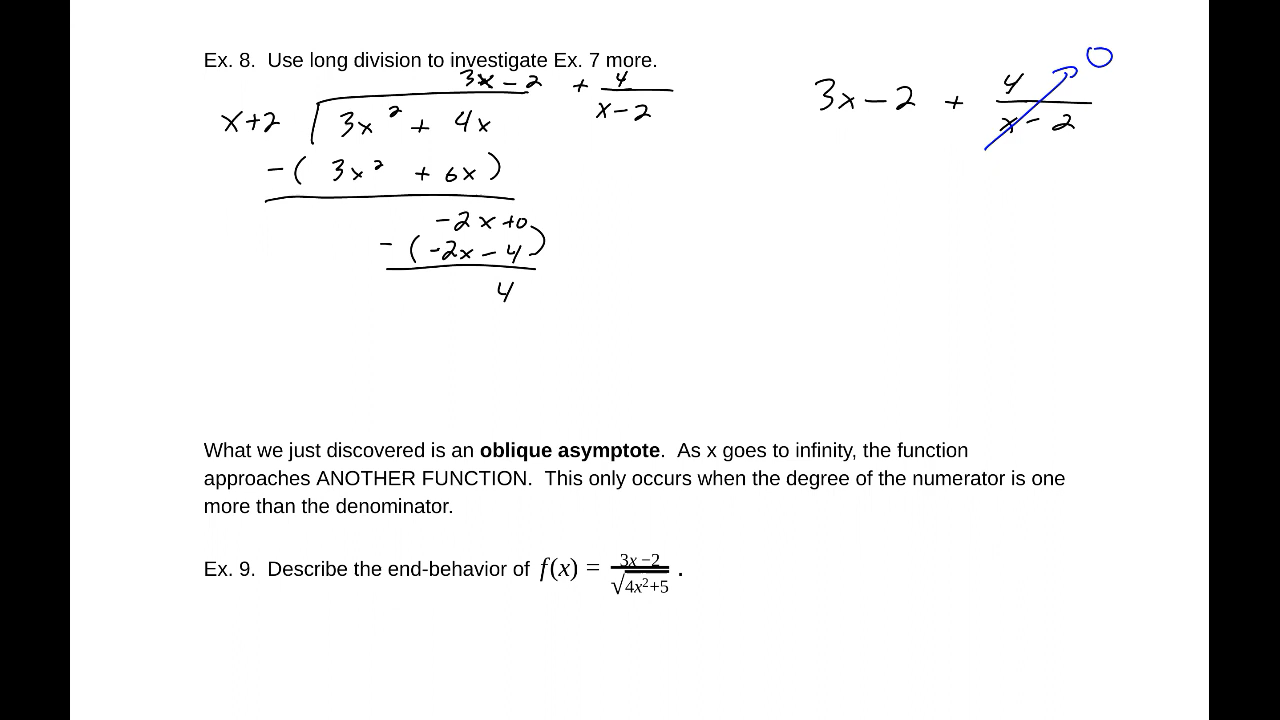 Ex. 8. Use long division to investigate Ex. 7 more.
3x - 2 + 4/(x - 2)
x+2 | 3x² + 4x
-( 3x² + 6x )
-2x +0
- ( -2x - 4 )
4
3x - 2 + 4/(x - 2) 0
What we just discovered is an oblique asymptote. As x goes to infinity, the function
approaches ANOTHER FUNCTION. This only occurs when the degree of the numerator is one
more than the denominator.
Ex. 9. Describe the end-behavior of f(x) = (3x−2)/√(4x²+5) .